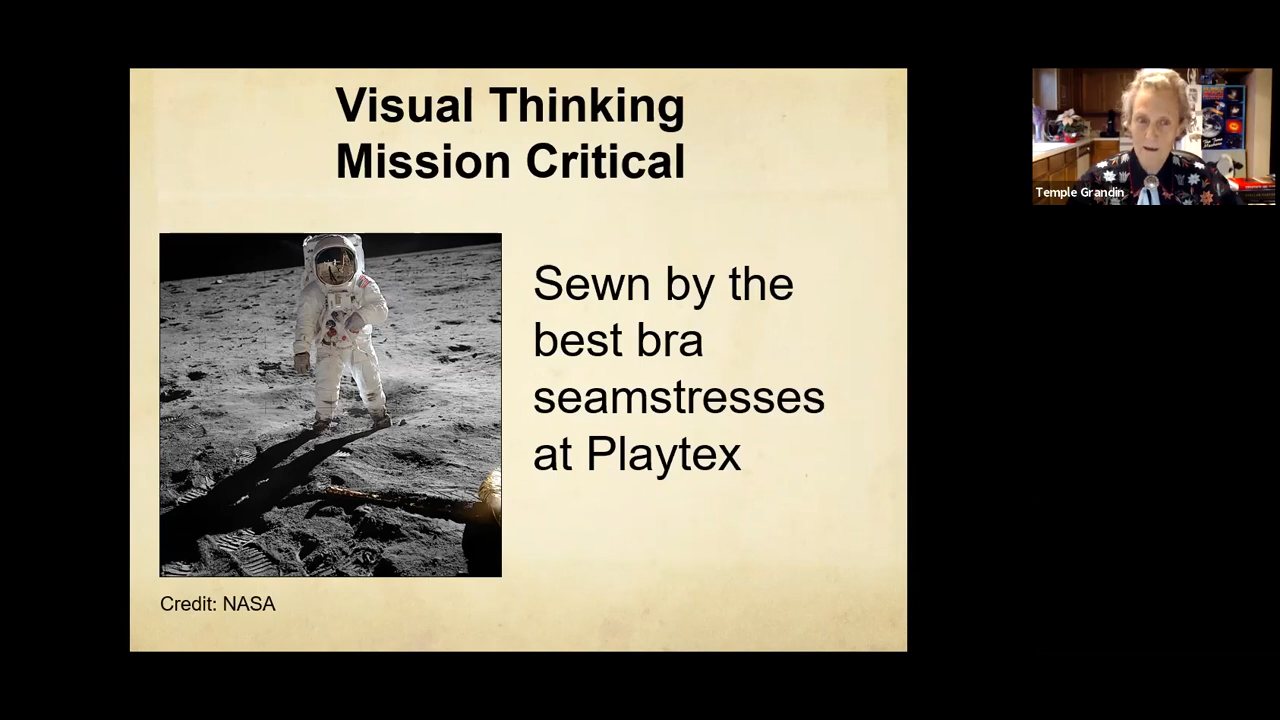 Visual Thinking
Mission Critical
Sewn by the
best bra
seamstresses
at Playtex
Credit: NASA
Temple Grandin